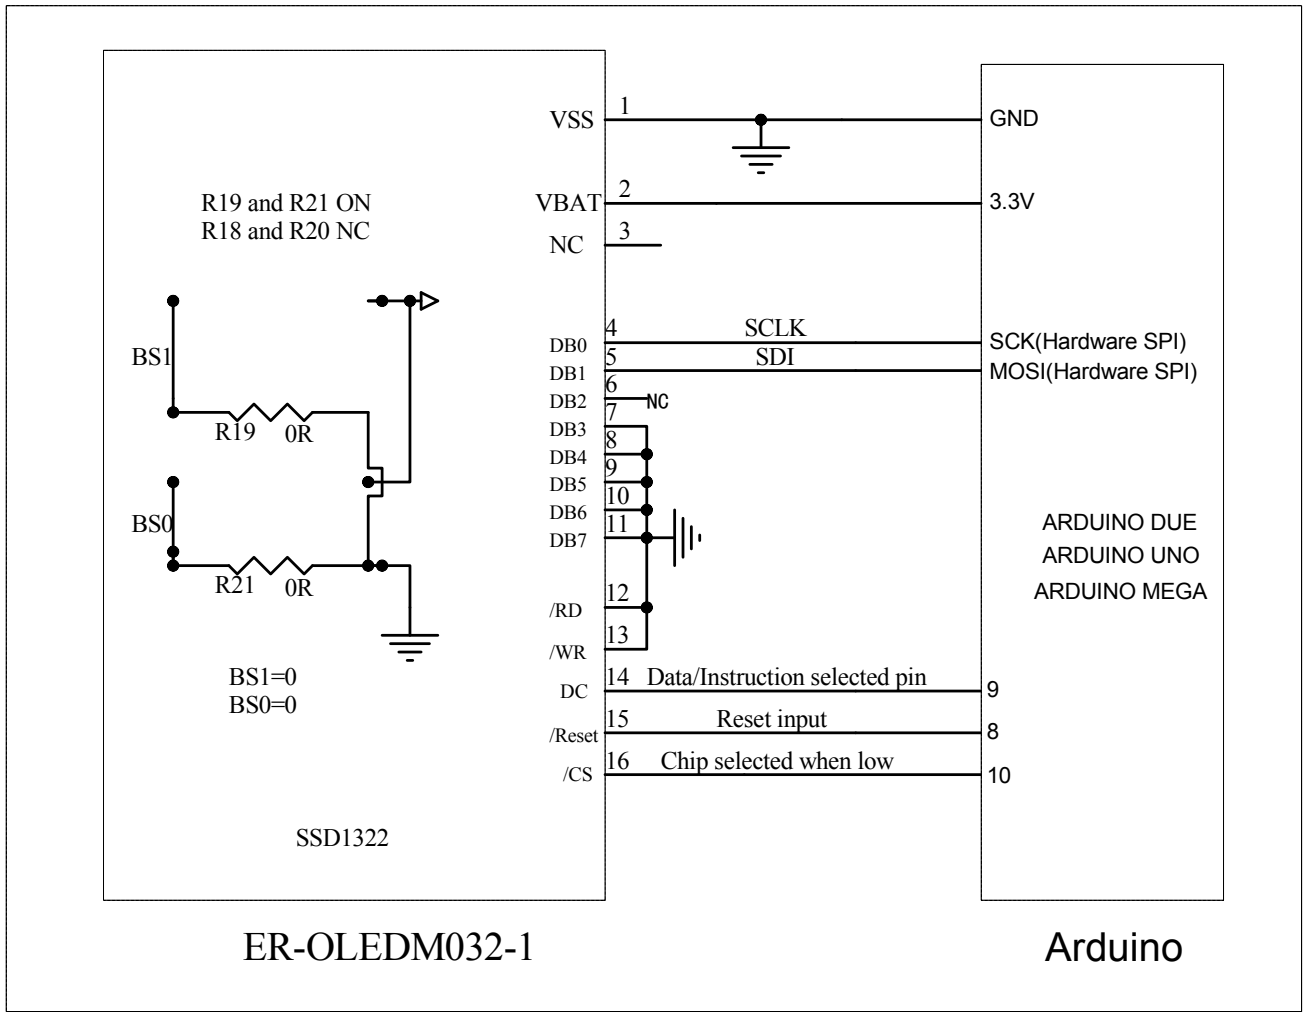 VSS 1 GND
R19 and R21 ON
R18 and R20 NC
VBAT 2 3.3V
NC 3
DB0 4 SCLK SCK(Hardware SPI)
BS1
DB1 5 SDI MOSI(Hardware SPI)
DB2 6 NC
DB3 7
R19 0R
DB4 8
DB5 9
DB6 10
BS0
DB7 11
ARDUINO DUE
ARDUINO UNO
ARDUINO MEGA
R21 0R
/RD 12
/WR 13
BS1=0
BS0=0
DC 14 Data/Instruction selected pin 9
/Reset 15 Reset input 8
/CS 16 Chip selected when low 10
SSD1322
ER-OLEDM032-1
Arduino